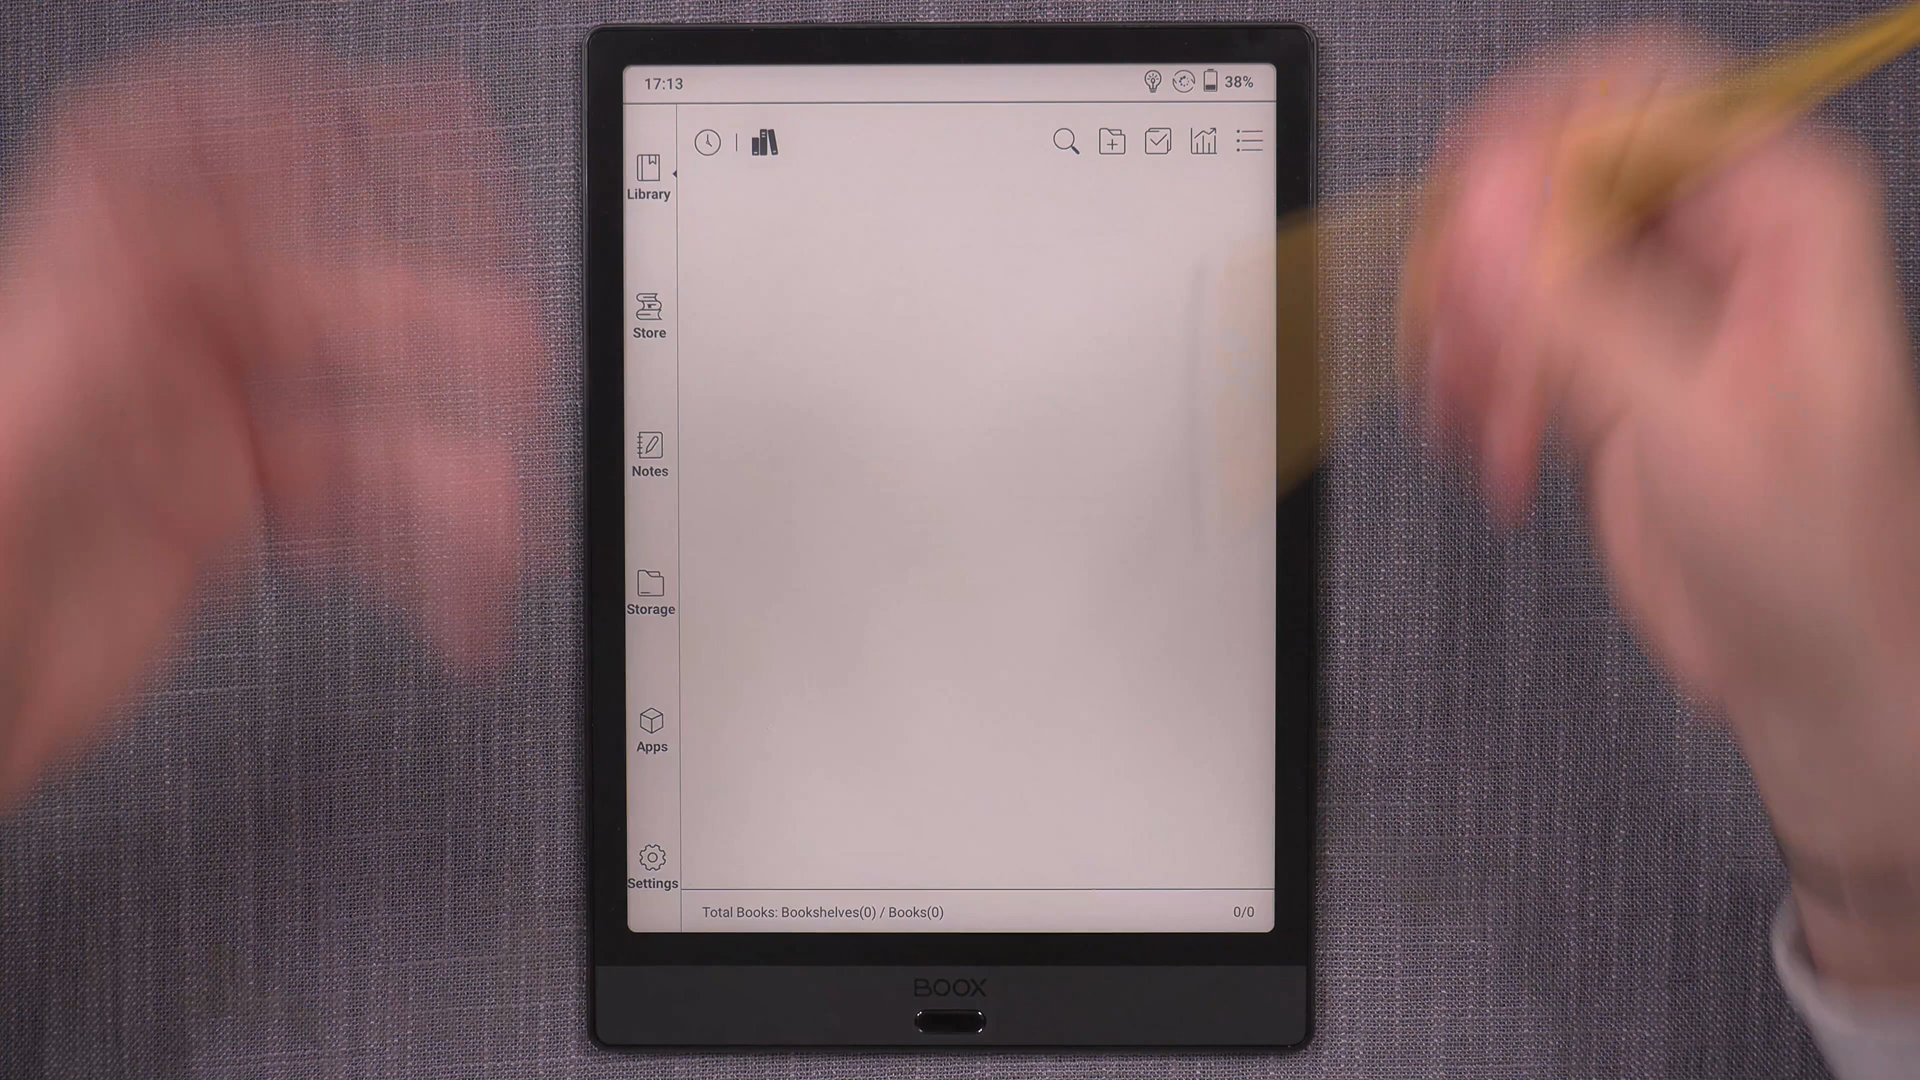 17:13
38%
Library
Store
Notes
Storage
Apps
Settings
Total Books: Bookshelves(0) / Books(0)
0/0
BOOX